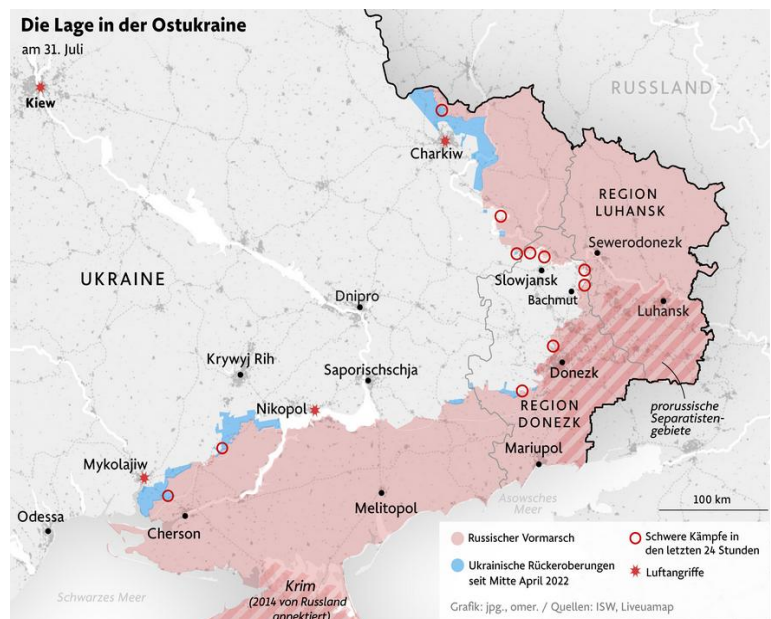 Die Lage in der Ostukraine
am 31. Juli
RUSSLAND
Kiew
Charkiw
REGION
LUHANSK
Sewerodonezk
UKRAINE
Slowjansk
Bachmut
Dnipro
Luhansk
Krywyj Rih
Saporischschja
Donezk
Nikopol
REGION
DONEZK
prorussische
Separatisten-
gebiete
Mariupol
Mykolajiw
Asowsches
Meer
100 km
Melitopol
Odessa
Cherson
Russischer Vormarsch
Ukrainische Rückeroberungen
seit Mitte April 2022
Schwere Kämpfe in
den letzten 24 Stunden
Luftangriffe
Krim
(2014 von Russland
annektiert)
Schwarzes Meer
Grafik: jpg., omer. / Quellen: ISW, Liveuamap